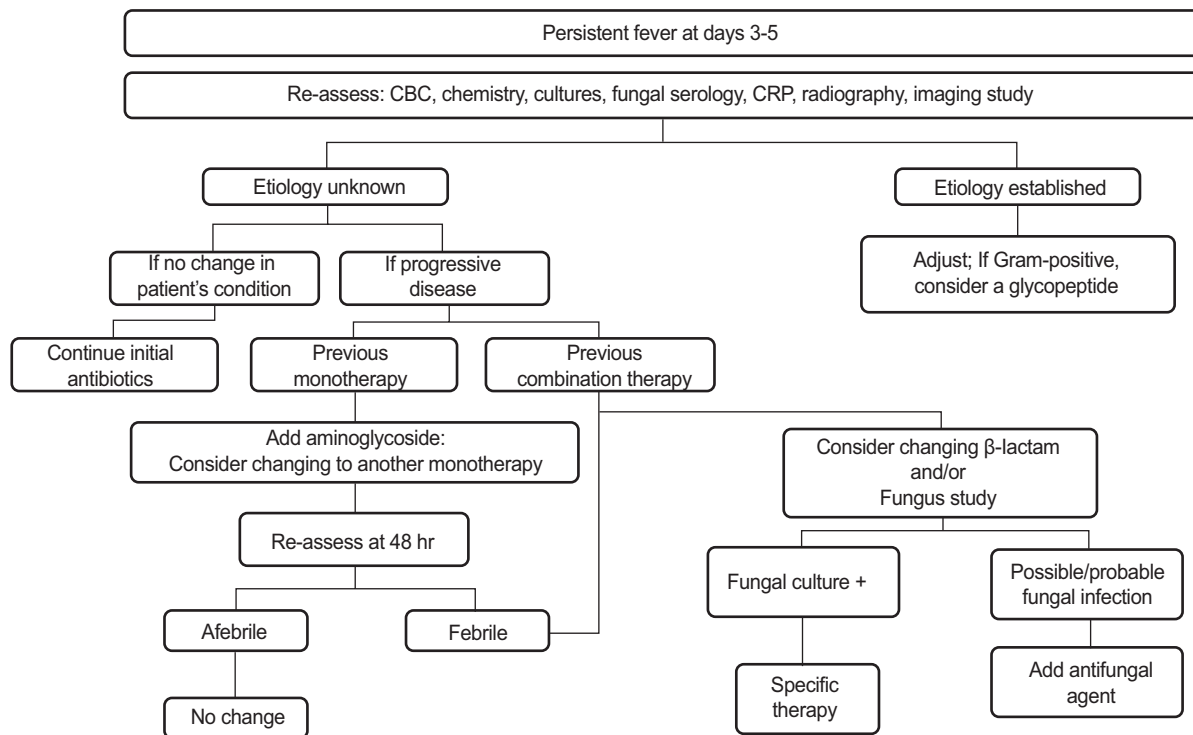 Persistent fever at days 3-5
Re-assess: CBC, chemistry, cultures, fungal serology, CRP, radiography, imaging study
Etiology unknown
Etiology established
If no change in
patient's condition
If progressive
disease
Adjust; If Gram-positive,
consider a glycopeptide
Continue initial
antibiotics
Previous
monotherapy
Previous
combination therapy
Add aminoglycoside:
Consider changing to another monotherapy
Consider changing β-lactam
and/or
Fungus study
Re-assess at 48 hr
Fungal culture +
Possible/probable
fungal infection
Afebrile
Febrile
No change
Specific
therapy
Add antifungal
agent